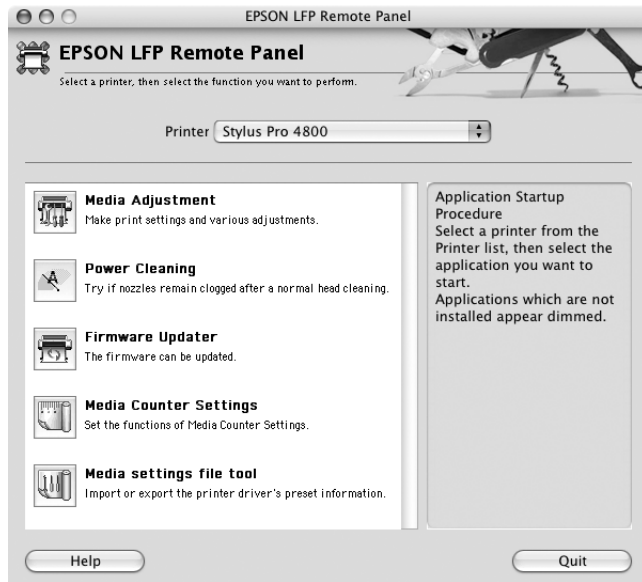 EPSON LFP Remote Panel
EPSON LFP Remote Panel
Select a printer, then select the function you want to perform.
Printer Stylus Pro 4800
Media Adjustment
Make print settings and various adjustments.
Power Cleaning
Try if nozzles remain clogged after a normal head cleaning.
Firmware Updater
The firmware can be updated.
Media Counter Settings
Set the functions of Media Counter Settings.
Media settings file tool
Import or export the printer driver's preset information.
Application Startup
Procedure
Select a printer from the
Printer list, then select the
application you want to
start.
Applications which are not
installed appear dimmed.
Help
Quit